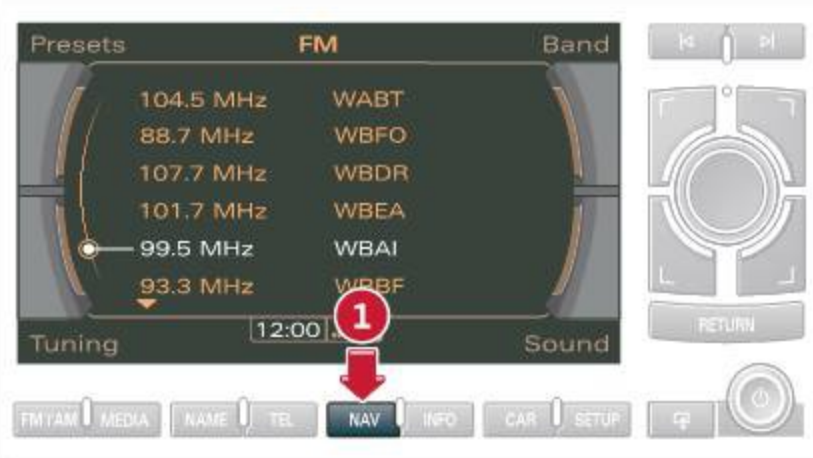 Presets FM Band
104.5 MHz WABT
88.7 MHz WBFO
107.7 MHz WBDR
101.7 MHz WBEA
99.5 MHz WBAI
93.3 MHz WBBF
12:00
1
Tuning Sound
RETURN
FM/AM MEDIA NAME TEL NAV INFO CAR SETUP